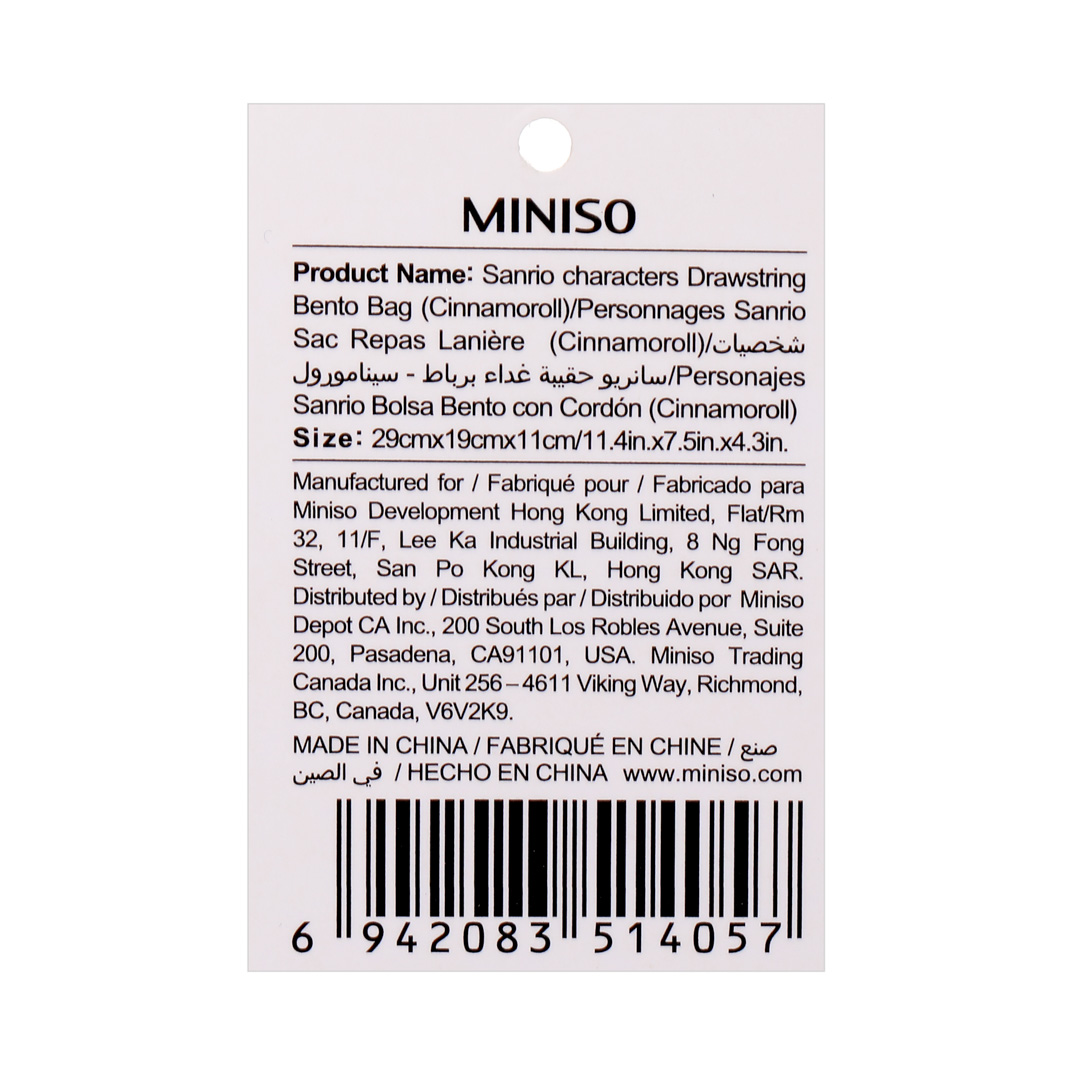 MINISO
Product Name: Sanrio characters Drawstring
Bento Bag (Cinnamoroll)/Personnages Sanrio
Sac Repas Lanière (Cinnamoroll)/شخصيات
سانريو حقيبة غداء برباط - سينامورول/Personajes
Sanrio Bolsa Bento con Cordón (Cinnamoroll)
Size: 29cmx19cmx11cm/11.4in.x7.5in.x4.3in.
Manufactured for / Fabriqué pour / Fabricado para
Miniso Development Hong Kong Limited, Flat/Rm
32, 11/F, Lee Ka Industrial Building, 8 Ng Fong
Street, San Po Kong KL, Hong Kong SAR.
Distributed by / Distribués par / Distribuido por Miniso
Depot CA Inc., 200 South Los Robles Avenue, Suite
200, Pasadena, CA91101, USA. Miniso Trading
Canada Inc., Unit 256–4611 Viking Way, Richmond,
BC, Canada, V6V2K9.
MADE IN CHINA / FABRIQUÉ EN CHINE / صنع
في الصين / HECHO EN CHINA www.miniso.com
6 942083 514057